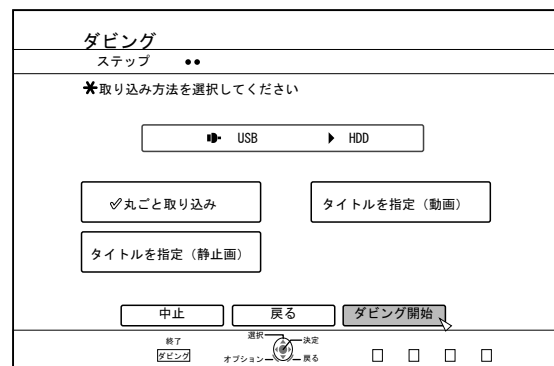 ダビング
ステップ
取り込み方法を選択してください
USB HDD
丸ごと取り込み タイトルを指定（動画）
タイトルを指定（静止画）
中止 戻る ダビング開始
終了 選択 決定
ダビング オプション 戻る